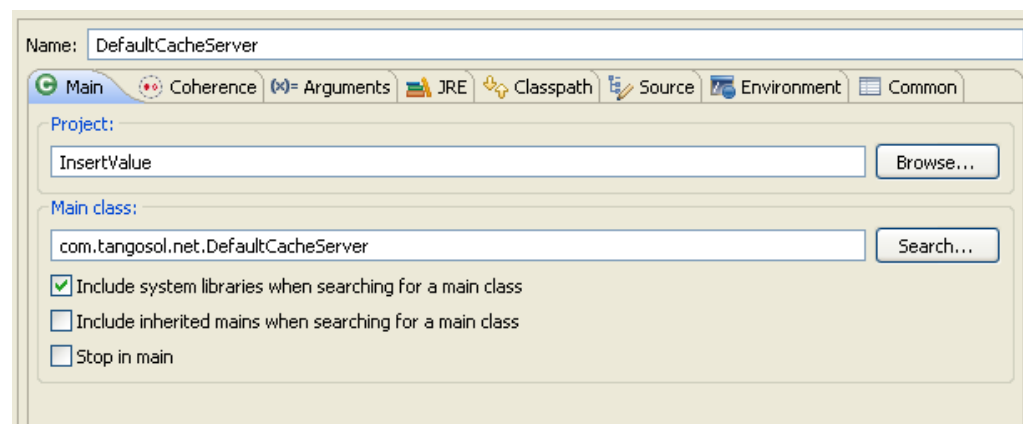 Name: DefaultCacheServer
Main Coherence (x)= Arguments JRE Classpath Source Environment Common
Project:
InsertValue Browse...
Main class:
com.tangosol.net.DefaultCacheServer Search...
Include system libraries when searching for a main class
Include inherited mains when searching for a main class
Stop in main